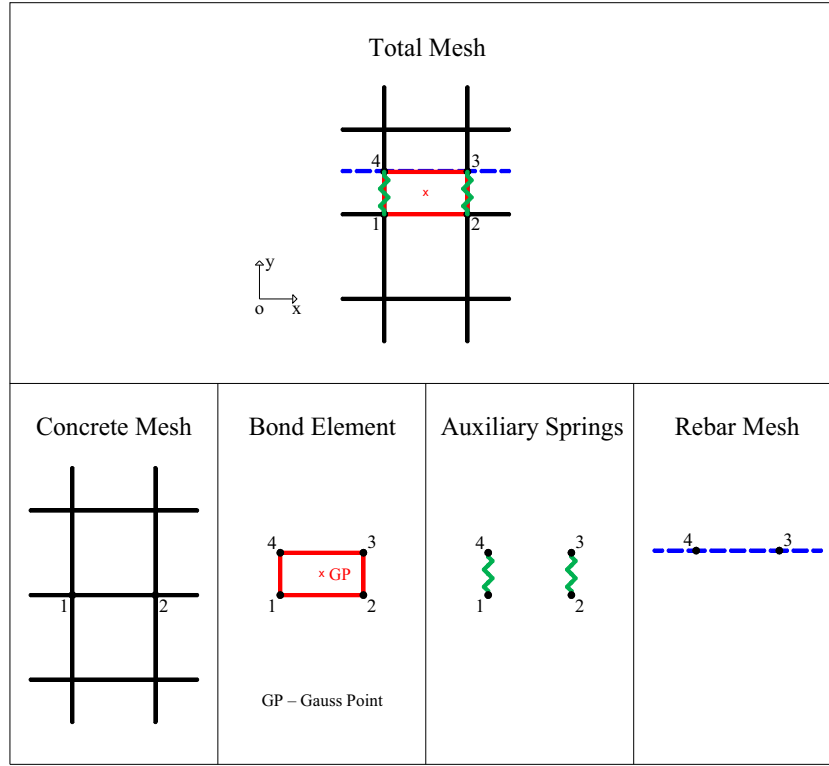 Total Mesh
4 3
x
1 2
y
o x
Concrete Mesh
1 2
Bond Element
4 3
x GP
1 2
GP – Gauss Point
Auxiliary Springs
4 3
1 2
Rebar Mesh
4 3